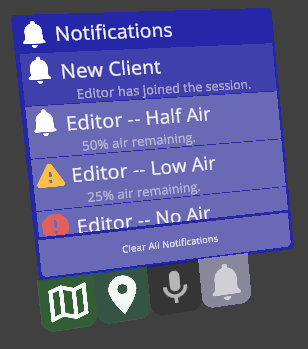 Notifications
New Client
Editor has joined the session.
Editor -- Half Air
50% air remaining.
Editor -- Low Air
25% air remaining.
Editor -- No Air
Clear All Notifications